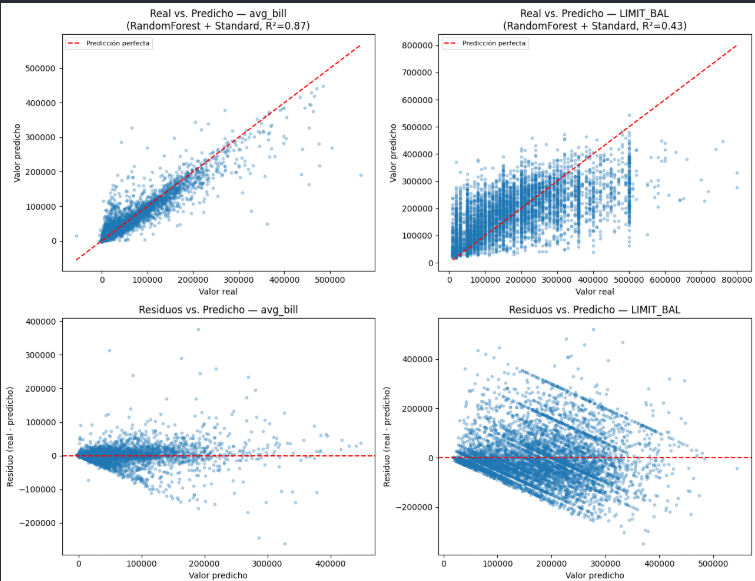 Real vs. Predicho — avg_bill
(RandomForest + Standard, R²=0.87)
Predicción perfecta
500000
400000
300000
200000
100000
0
Valor predicho
0 100000 200000 300000 400000 500000
Valor real
Real vs. Predicho — LIMIT_BAL
(RandomForest + Standard, R²=0.43)
Predicción perfecta
800000
700000
600000
500000
400000
300000
200000
100000
0
Valor predicho
0 100000 200000 300000 400000 500000 600000 700000 800000
Valor real
Residuos vs. Predicho — avg_bill
400000
300000
200000
100000
0
−100000
−200000
Residuo (real - predicho)
0 100000 200000 300000 400000
Valor predicho
Residuos vs. Predicho — LIMIT_BAL
400000
200000
0
−200000
Residuo (real - predicho)
0 100000 200000 300000 400000 500000
Valor predicho